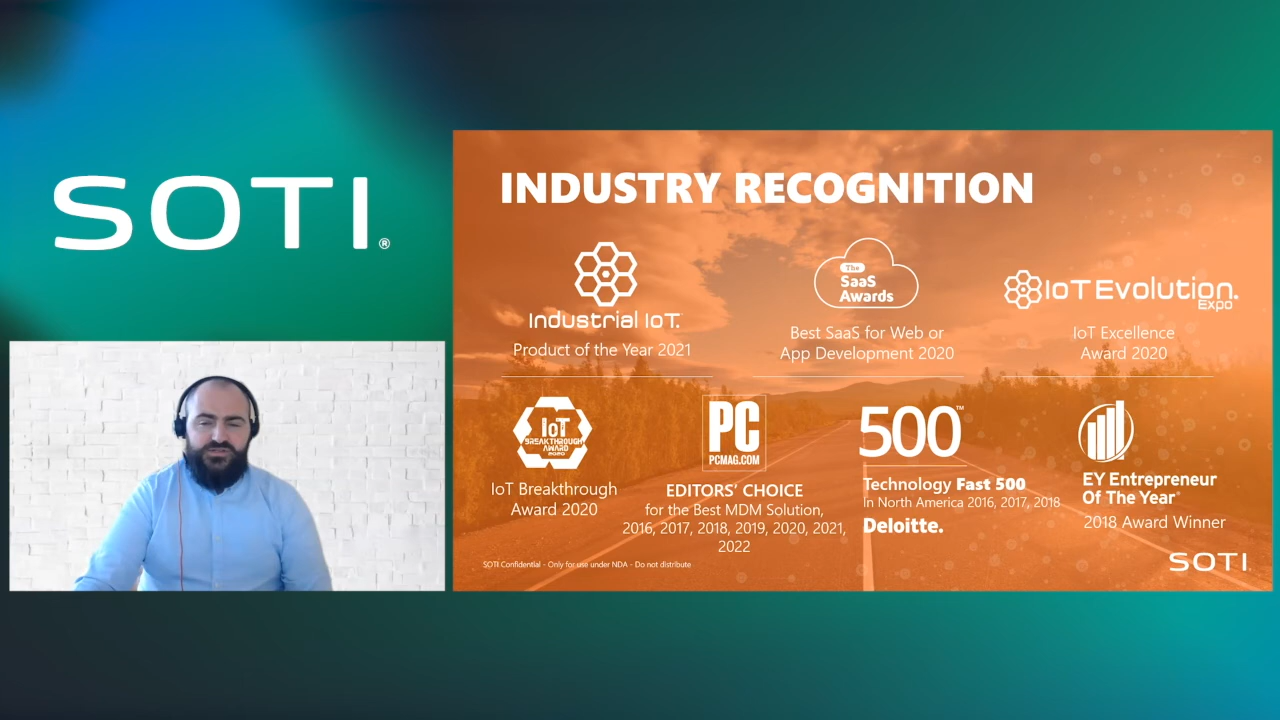 SOTI®
INDUSTRY RECOGNITION
Industrial IoT™
Product of the Year 2021
The
SaaS
Awards
Best SaaS for Web or
App Development 2020
IoT Evolution.
Expo
IoT Excellence
Award 2020
IoT
BREAKTHROUGH
AWARD
2020
IoT Breakthrough
Award 2020
PC
PCMAG.COM
EDITORS' CHOICE
for the Best MDM Solution,
2016, 2017, 2018, 2019, 2020, 2021,
2022
500™
Technology Fast 500
In North America 2016, 2017, 2018
Deloitte.
EY Entrepreneur
Of The Year®
2018 Award Winner
SOTI Confidential - Only for use under NDA - Do not distribute
SOTI